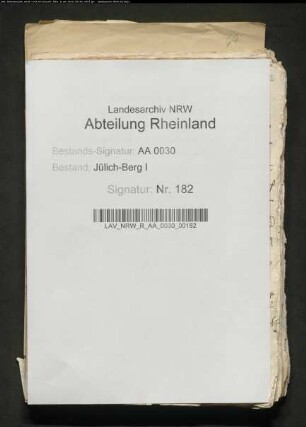 Landesarchiv NRW
Abteilung Rheinland
Bestands-Signatur: AA 0030
Bestand: Jülich-Berg I
Signatur: Nr. 182
LAV_NRW_R_AA_0030_00182